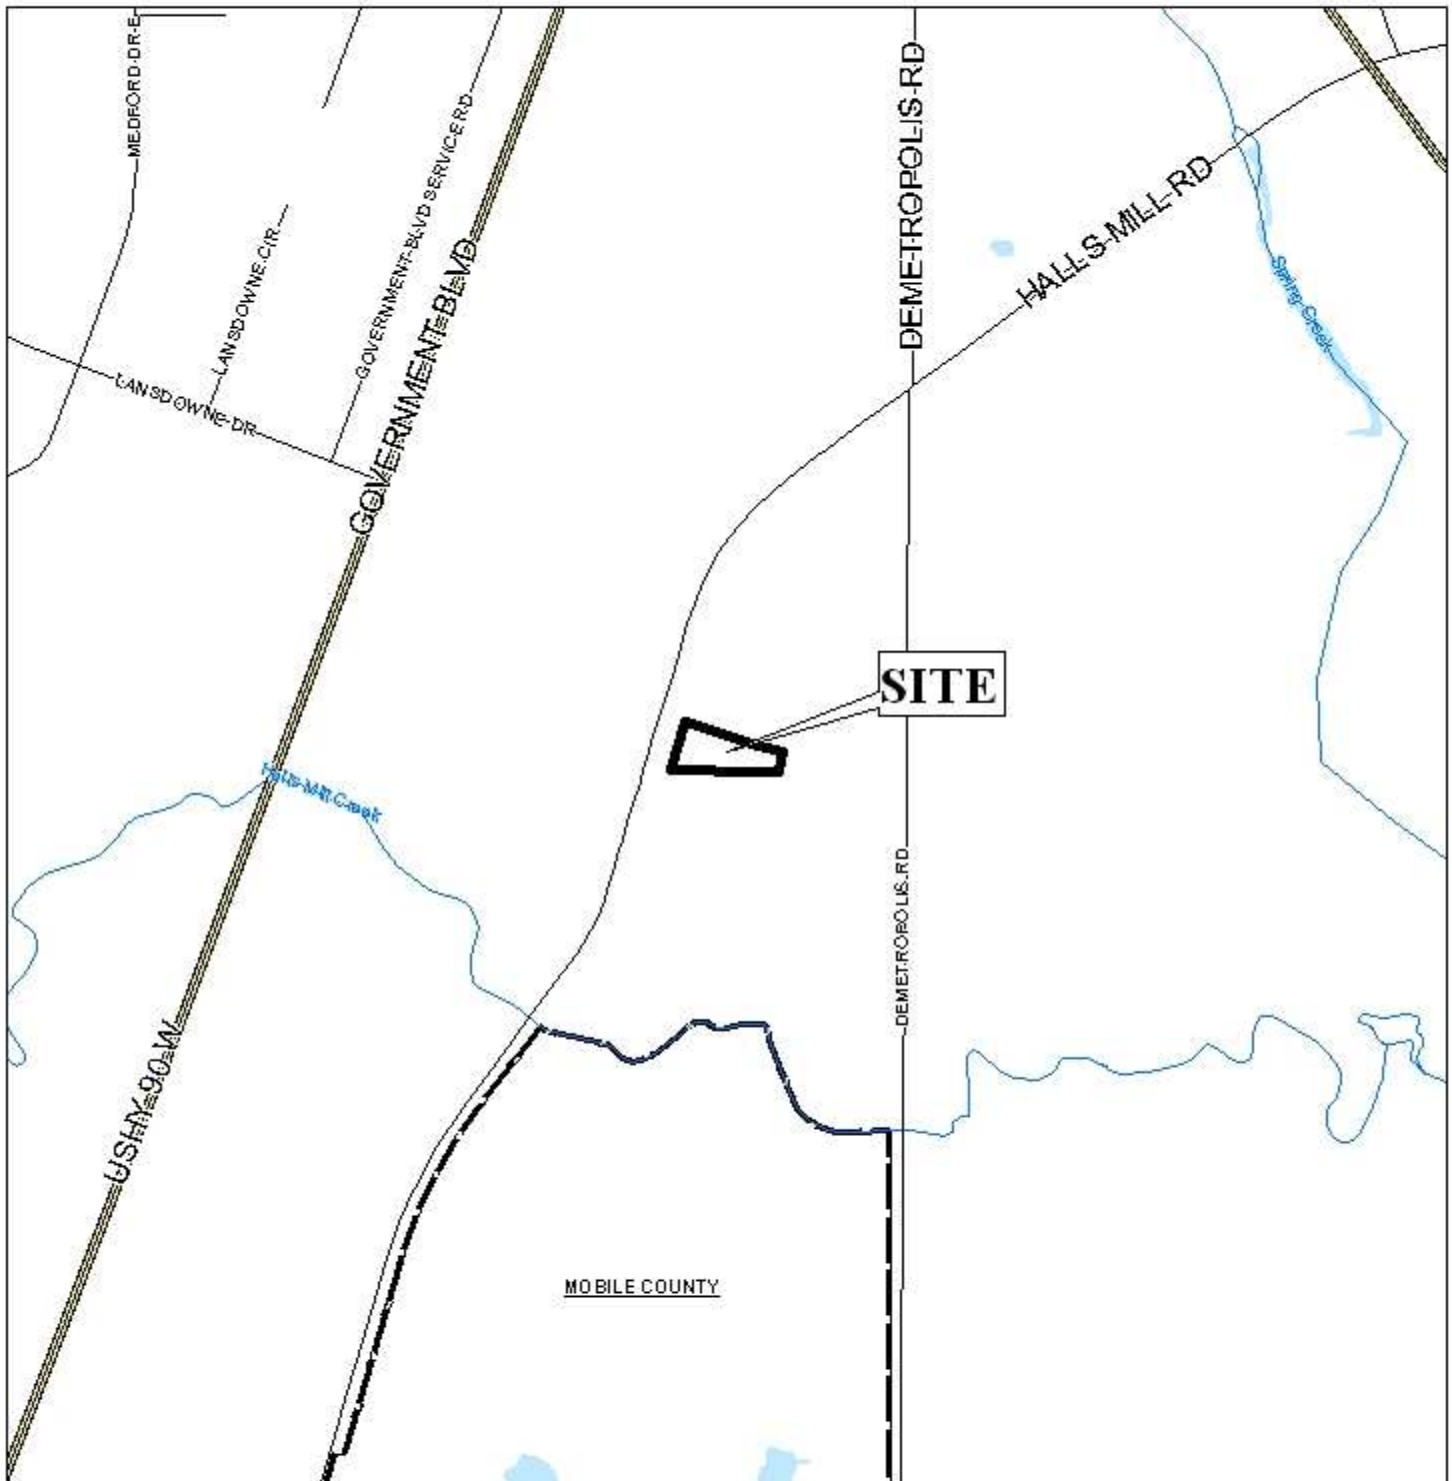 MEDFORD DR E
GOVERNMENT BLVD SERVICE RD
DEMETROPOLIS RD
HALLS MILL RD
LANSDOWNE CIR
GOVERNMENT BLVD
Spring Creek
LANSDOWNE DR
SITE
Halls Mill Creek
DEMETROPOLIS RD
US HY 90 W
MOBILE COUNTY